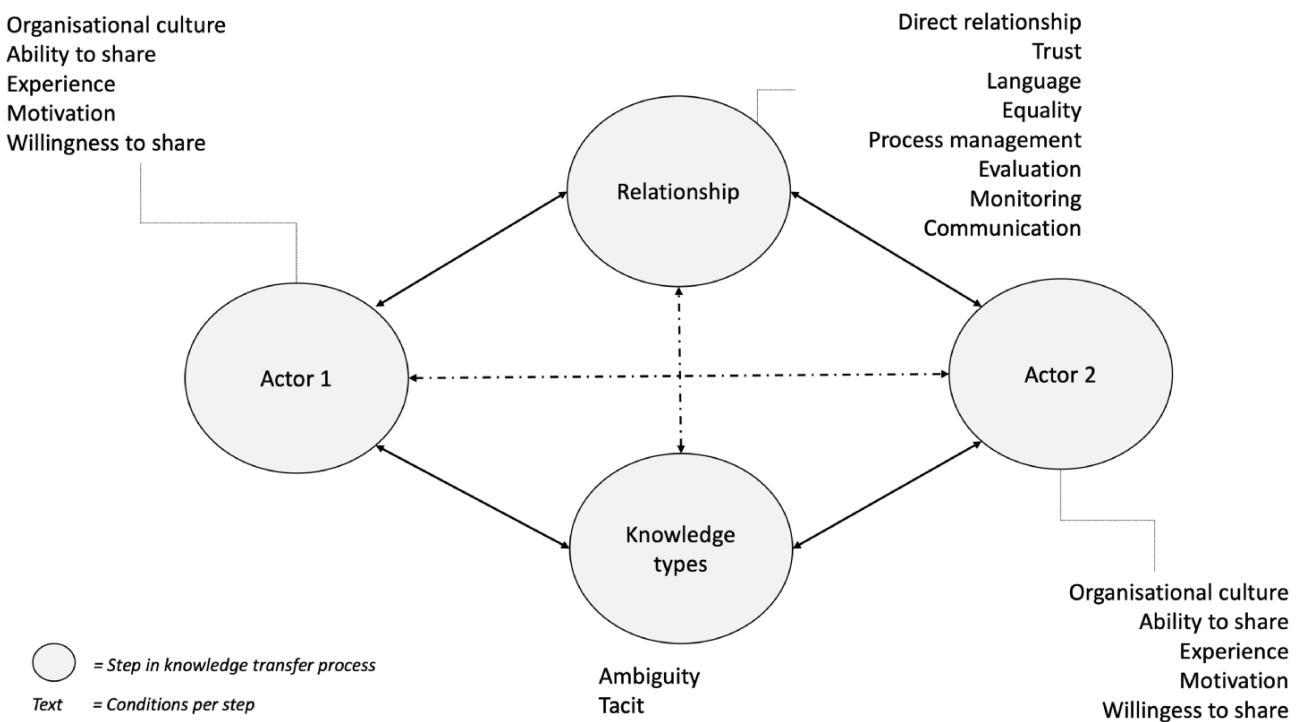 Organisational culture
Ability to share
Experience
Motivation
Willingness to share
Direct relationship
Trust
Language
Equality
Process management
Evaluation
Monitoring
Communication
Relationship
Actor 1
Actor 2
Knowledge
types
Organisational culture
Ability to share
Experience
Motivation
Willingess to share
Ambiguity
Tacit
= Step in knowledge transfer process
Text = Conditions per step